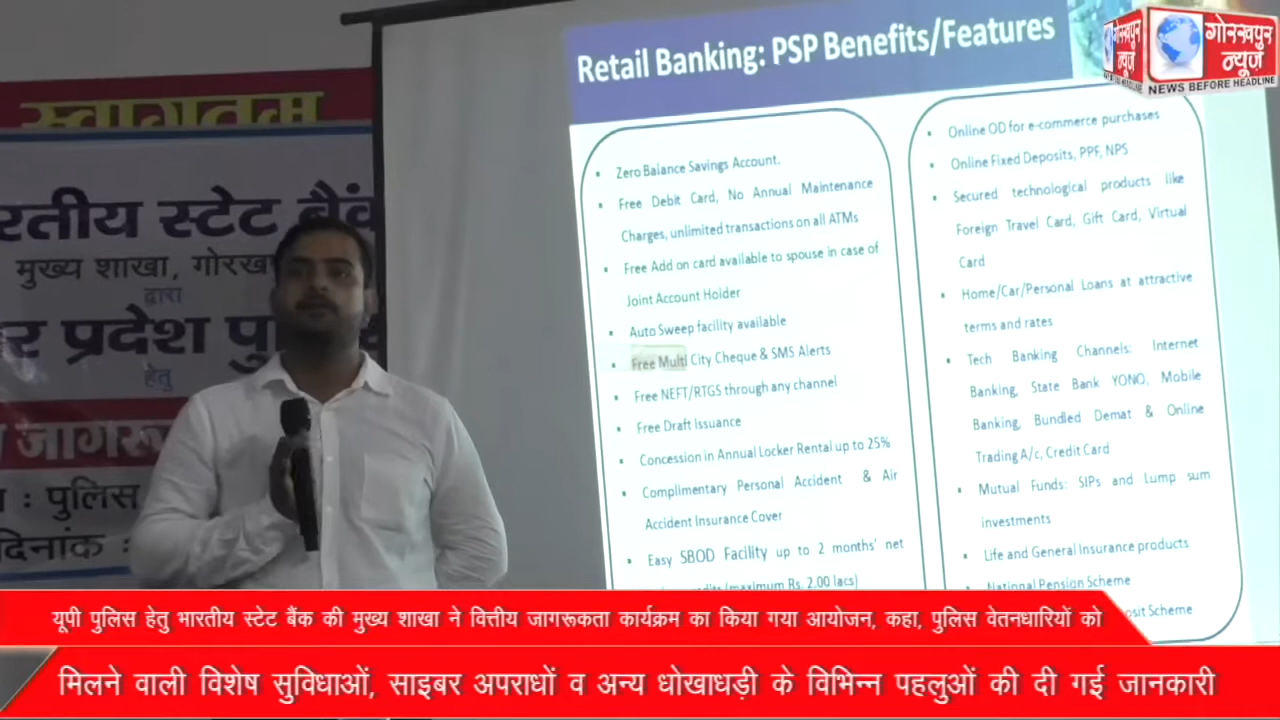 Retail Banking: PSP Benefits/Features
गोरखपुर
न्यूज
NEWS BEFORE HEADLINE
स्वागतम
स्टेट बैंक
मुख्य शाखा,
द्वारा
प्रदेश
हेतु
: पुलिस
दिनांक :
• Zero Balance Savings Account.
• Free Debit Card, No Annual Maintenance
Charges, unlimited transactions on all ATMs
• Free Add on card available to spouse in case of
Joint Account Holder
• Auto Sweep facility available
• Free Multi City Cheque & SMS Alerts
• Free NEFT/RTGS through any channel
• Free Draft Issuance
• Concession in Annual Locker Rental up to 25%
• Complimentary Personal Accident & Air
Accident Insurance Cover
• Easy SBOD Facility up to 2 months' net
(maximum Rs. 2.00 lacs)
• Online OD for e-commerce purchases
• Online Fixed Deposits, PPF, NPS
• Secured technological products like
Foreign Travel Card, Gift Card, Virtual
Card
• Home/Car/Personal Loans at attractive
terms and rates
• Tech Banking Channels: Internet
Banking, State Bank YONO, Mobile
Banking, Bundled Demat & Online
Trading A/c, Credit Card
• Mutual Funds: SIPs and Lump sum
investments
• Life and General Insurance products
• National Pension Scheme
Scheme
यूपी पुलिस हेतु भारतीय स्टेट बैंक की मुख्य शाखा ने वित्तीय जागरूकता कार्यक्रम का किया गया आयोजन, कहा, पुलिस वेतनधारियों को
मिलने वाली विशेष सुविधाओं, साइबर अपराधों व अन्य धोखाधड़ी के विभिन्न पहलुओं की दी गई जानकारी